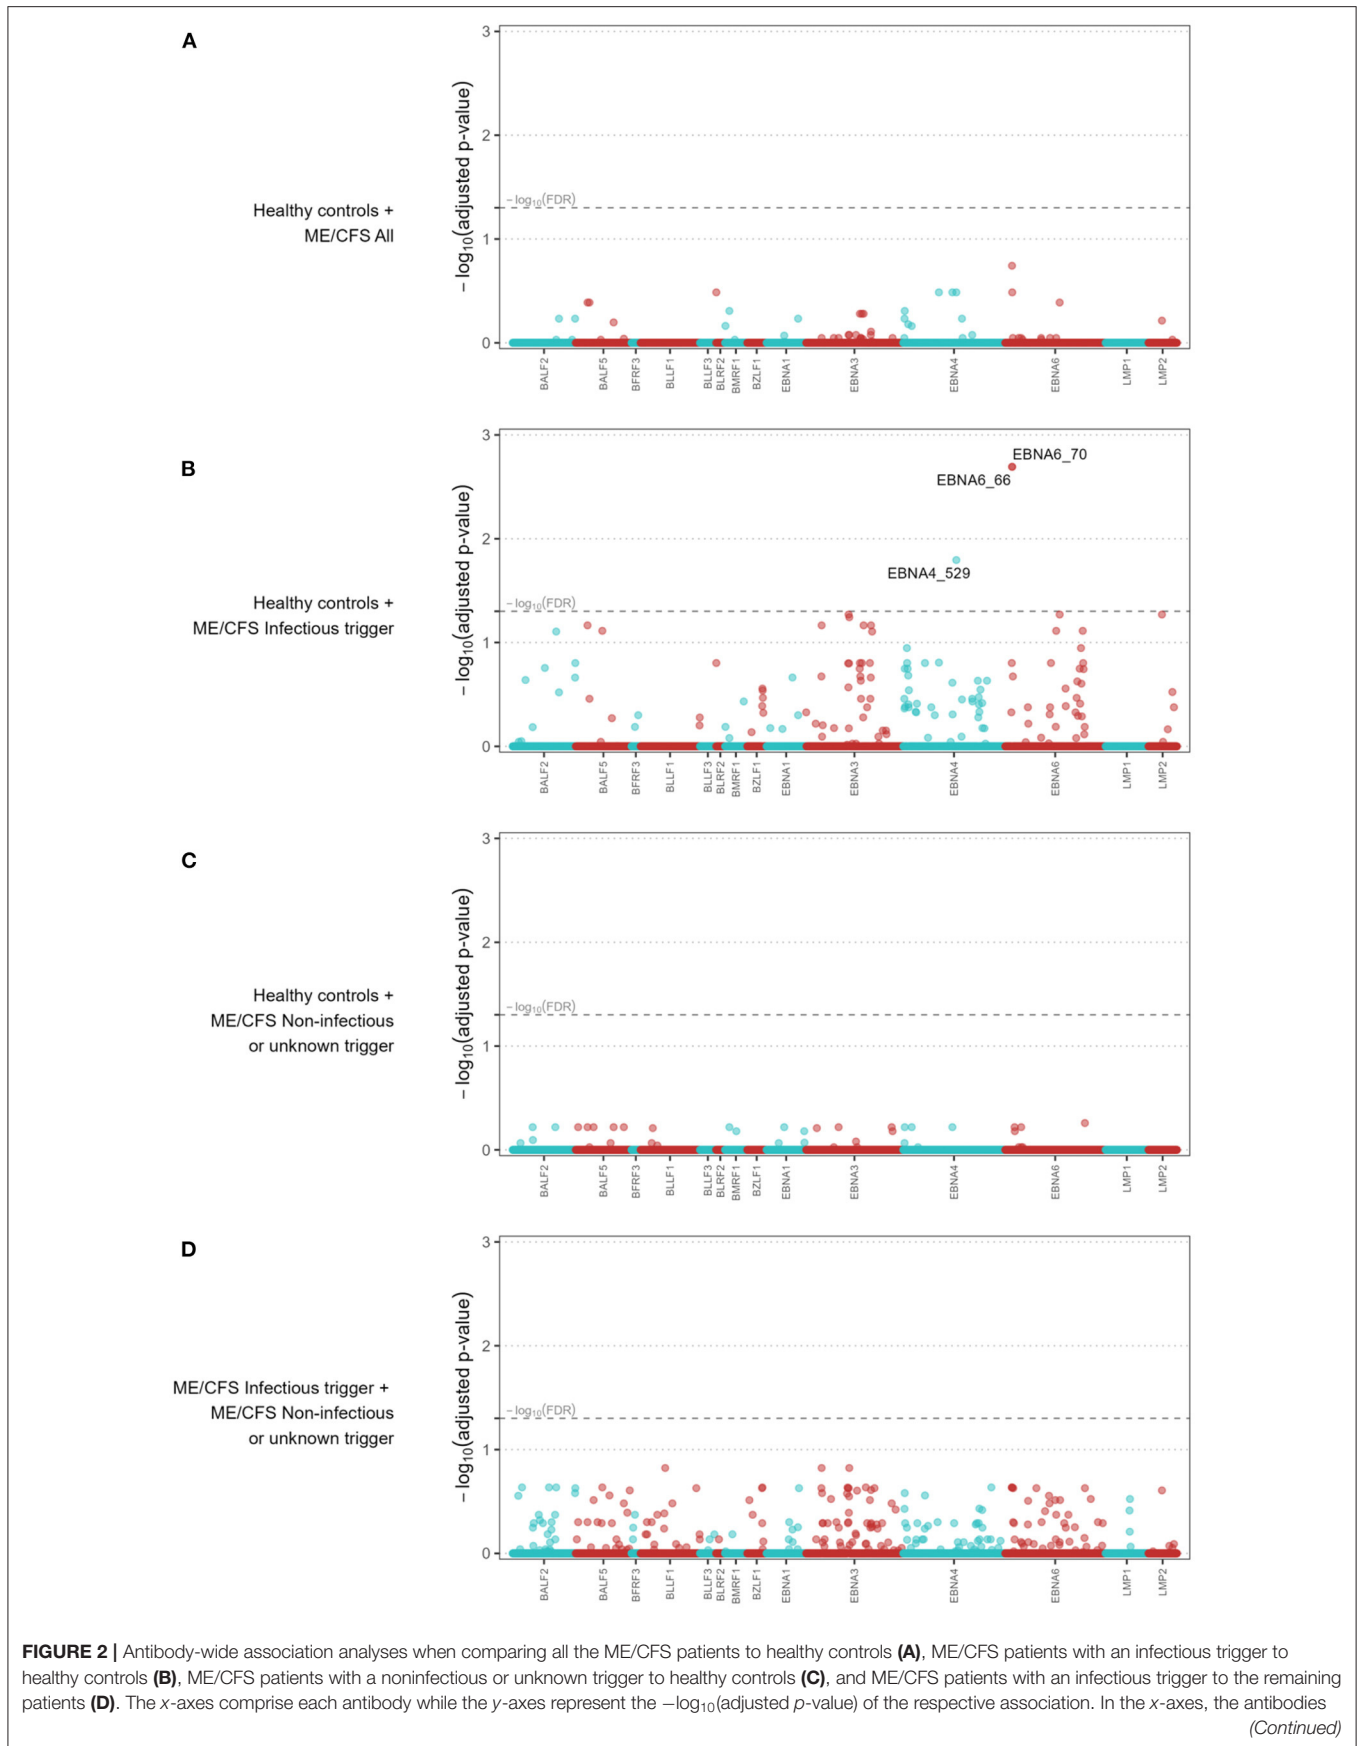 A
3
2
1
0
− log₁₀(adjusted p-value)
− log₁₀(FDR)
Healthy controls +
ME/CFS All
BALF2
BALF5
BFRF3
BLLF1
BLLF3
BLRF2
BMRF1
BZLF1
EBNA1
EBNA3
EBNA4
EBNA6
LMP1
LMP2
B
3
2
1
0
− log₁₀(adjusted p-value)
− log₁₀(FDR)
EBNA6_70
EBNA6_66
EBNA4_529
Healthy controls +
ME/CFS Infectious trigger
BALF2
BALF5
BFRF3
BLLF1
BLLF3
BLRF2
BMRF1
BZLF1
EBNA1
EBNA3
EBNA4
EBNA6
LMP1
LMP2
C
3
2
1
0
− log₁₀(adjusted p-value)
− log₁₀(FDR)
Healthy controls +
ME/CFS Non-infectious
or unknown trigger
BALF2
BALF5
BFRF3
BLLF1
BLLF3
BLRF2
BMRF1
BZLF1
EBNA1
EBNA3
EBNA4
EBNA6
LMP1
LMP2
D
3
2
1
0
− log₁₀(adjusted p-value)
− log₁₀(FDR)
ME/CFS Infectious trigger +
ME/CFS Non-infectious
or unknown trigger
BALF2
BALF5
BFRF3
BLLF1
BLLF3
BLRF2
BMRF1
BZLF1
EBNA1
EBNA3
EBNA4
EBNA6
LMP1
LMP2
FIGURE 2 | Antibody-wide association analyses when comparing all the ME/CFS patients to healthy controls (A), ME/CFS patients with an infectious trigger to
healthy controls (B), ME/CFS patients with a noninfectious or unknown trigger to healthy controls (C), and ME/CFS patients with an infectious trigger to the remaining
patients (D). The x-axes comprise each antibody while the y-axes represent the −log₁₀(adjusted p-value) of the respective association. In the x-axes, the antibodies
(Continued)